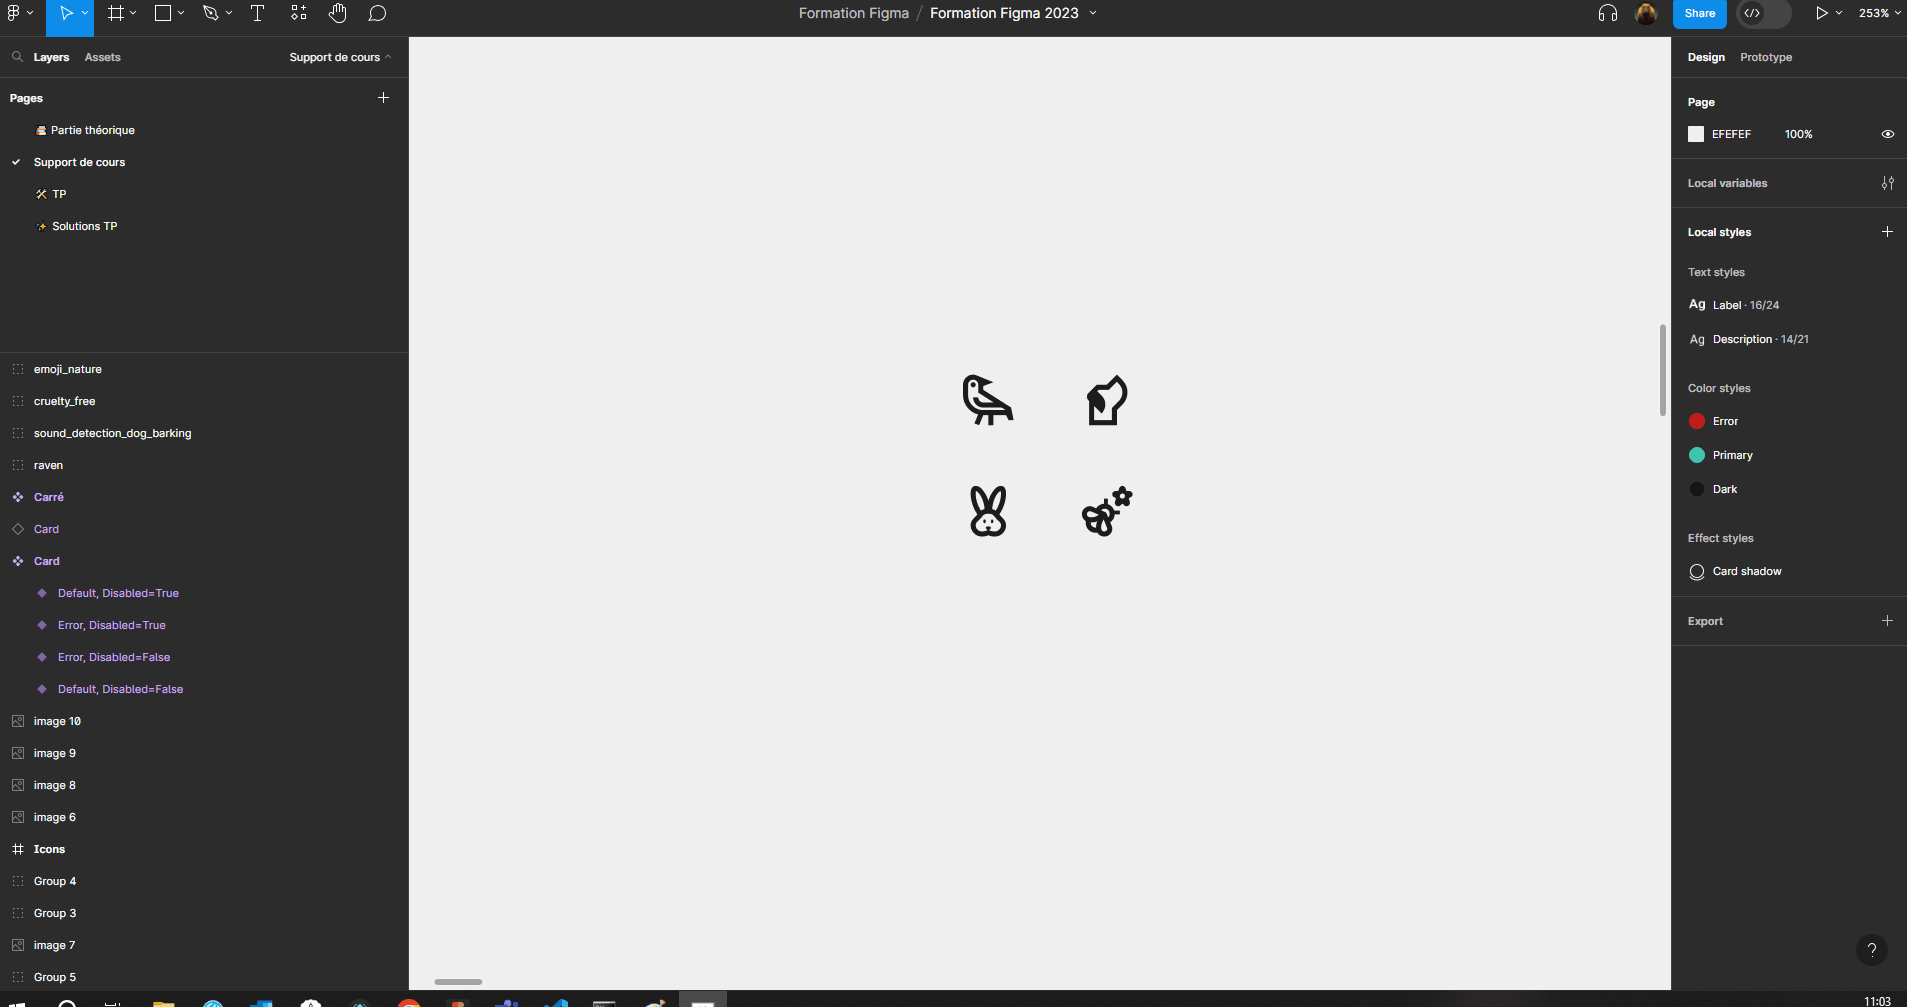 Formation Figma / Formation Figma 2023
Share
253%
Layers
Assets
Support de cours
Pages
Partie théorique
Support de cours
TP
Solutions TP
emoji_nature
cruelty_free
sound_detection_dog_barking
raven
Carré
Card
Card
Default, Disabled=True
Error, Disabled=True
Error, Disabled=False
Default, Disabled=False
image 10
image 9
image 8
image 6
Icons
Group 4
Group 3
image 7
Group 5
Design
Prototype
Page
EFEFEF
100%
Local variables
Local styles
Text styles
Ag Label · 16/24
Ag Description · 14/21
Color styles
Error
Primary
Dark
Effect styles
Card shadow
Export
?
11:03